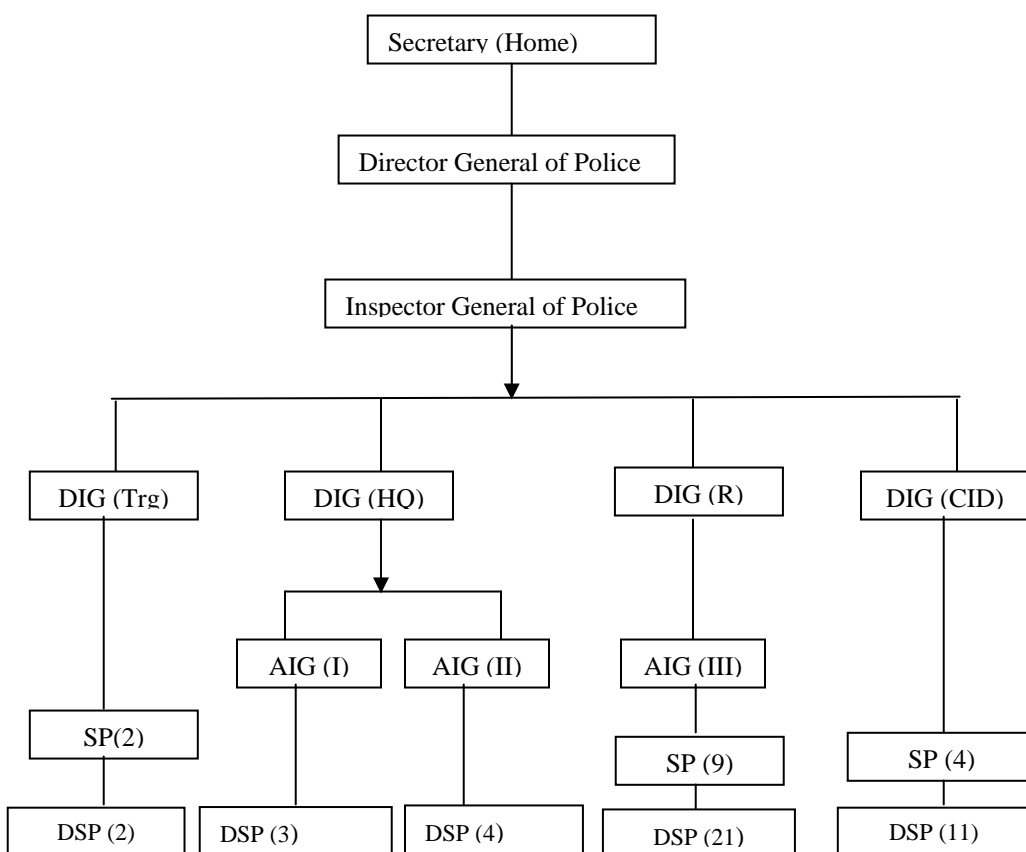 Secretary (Home)
Director General of Police
Inspector General of Police
DIG (Trg)
DIG (HQ)
DIG (R)
DIG (CID)
AIG (I)
AIG (II)
AIG (III)
SP(2)
SP (9)
SP (4)
DSP (2)
DSP (3)
DSP (4)
DSP (21)
DSP (11)